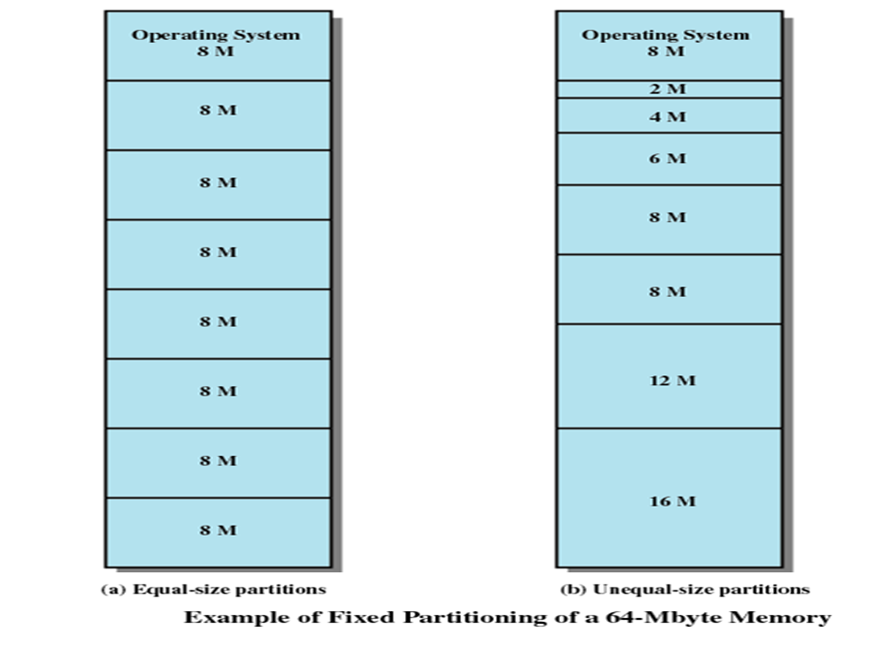 Operating System
8 M
8 M
8 M
8 M
8 M
8 M
8 M
8 M
(a) Equal-size partitions
Operating System
8 M
2 M
4 M
6 M
8 M
8 M
12 M
16 M
(b) Unequal-size partitions
Example of Fixed Partitioning of a 64-Mbyte Memory